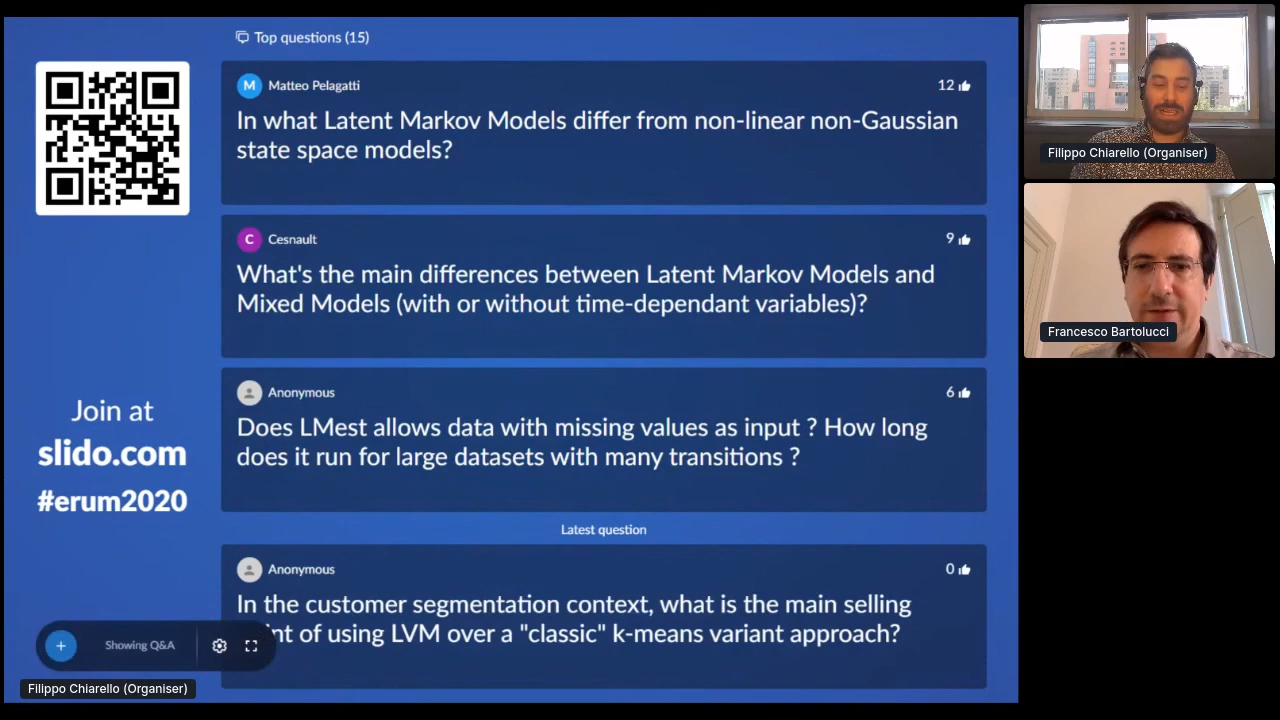 Top questions (15)
M Matteo Pelagatti 12
In what Latent Markov Models differ from non-linear non-Gaussian
state space models?
C Cesnault 9
What's the main differences between Latent Markov Models and
Mixed Models (with or without time-dependant variables)?
Anonymous 6
Does LMest allows data with missing values as input ? How long
does it run for large datasets with many transitions ?
Latest question
Anonymous 0
In the customer segmentation context, what is the main selling
of using LVM over a "classic" k-means variant approach?
Join at
slido.com
#erum2020
Showing Q&A
Filippo Chiarello (Organiser)
Filippo Chiarello (Organiser)
Francesco Bartolucci